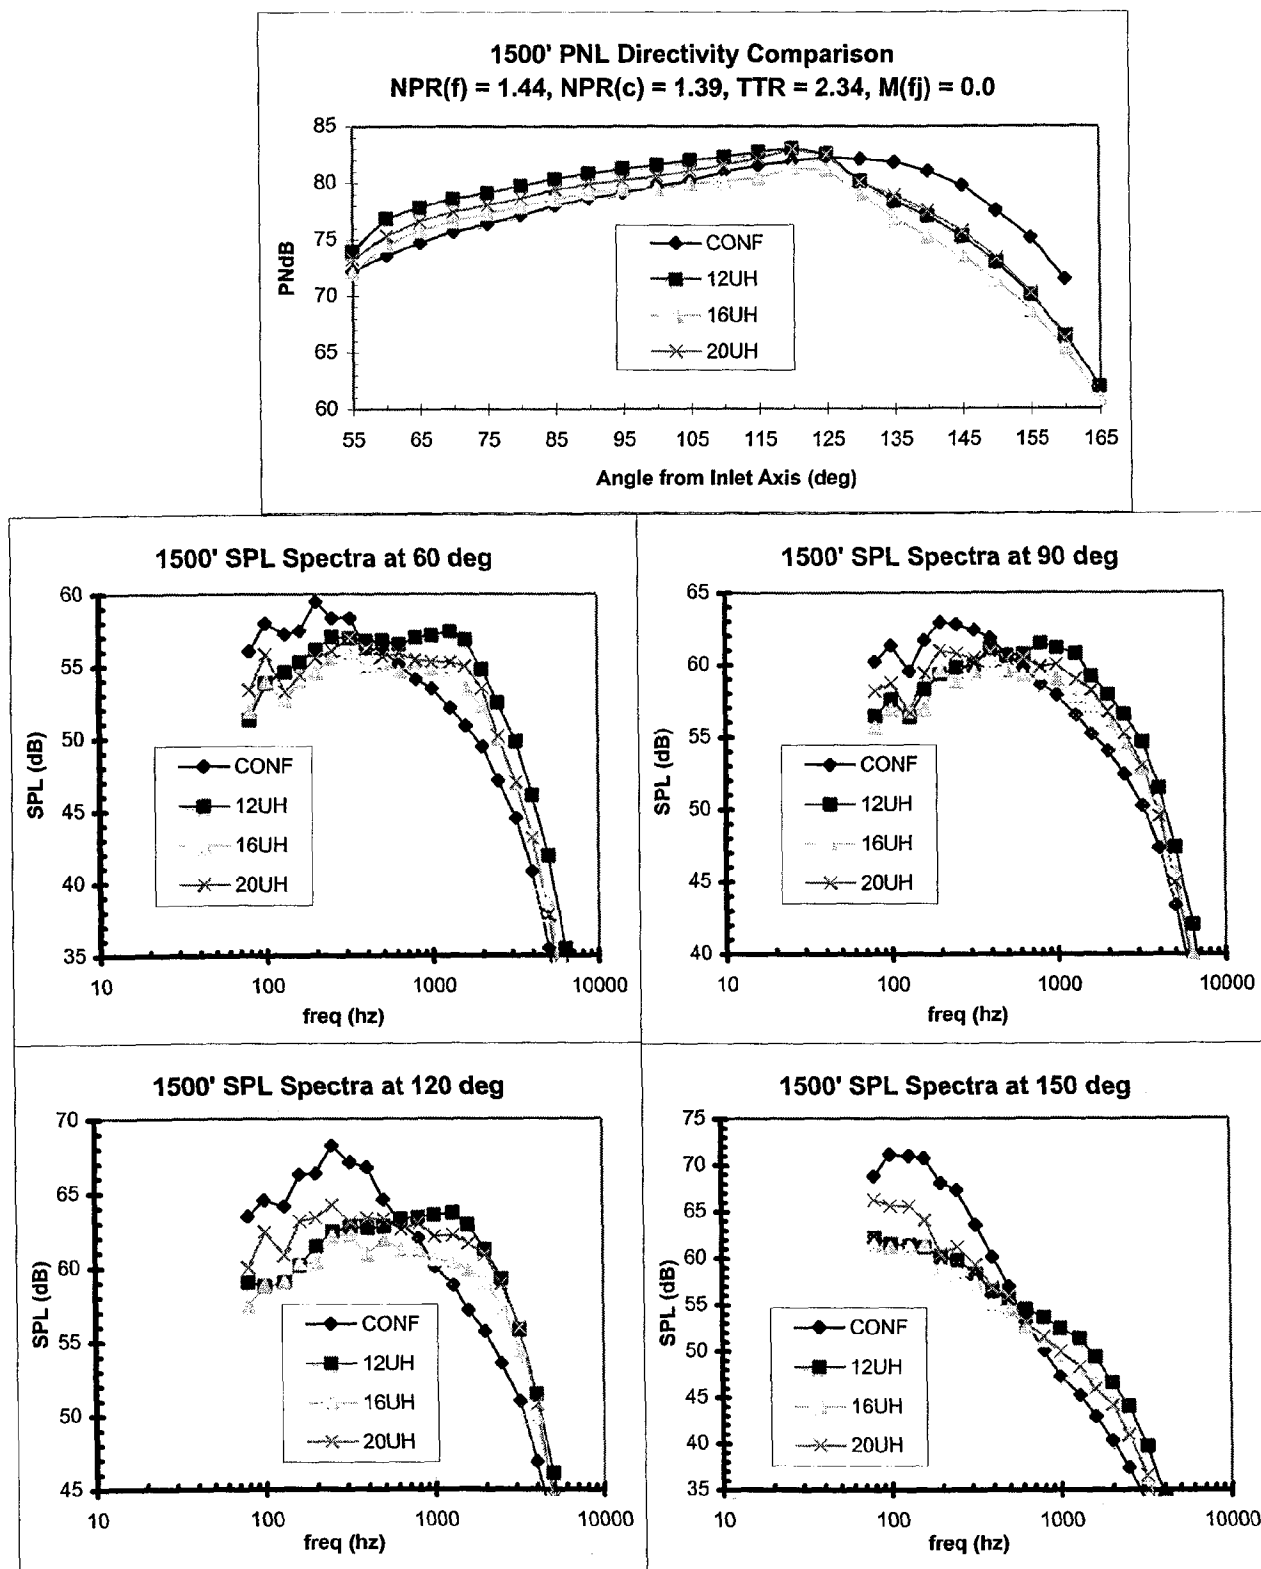 1500' PNL Directivity Comparison
NPR(f) = 1.44, NPR(c) = 1.39, TTR = 2.34, M(fj) = 0.0
85
80
75
70
65
60
PNdB
CONF
12UH
16UH
20UH
55 65 75 85 95 105 115 125 135 145 155 165
Angle from Inlet Axis (deg)
1500' SPL Spectra at 60 deg
60
55
50
45
40
35
SPL (dB)
CONF
12UH
16UH
20UH
10 100 1000 10000
freq (hz)
1500' SPL Spectra at 90 deg
65
60
55
50
45
40
SPL (dB)
CONF
12UH
16UH
20UH
10 100 1000 10000
freq (hz)
1500' SPL Spectra at 120 deg
70
65
60
55
50
45
SPL (dB)
CONF
12UH
16UH
20UH
10 100 1000 10000
freq (hz)
1500' SPL Spectra at 150 deg
75
70
65
60
55
50
45
40
35
SPL (dB)
CONF
12UH
16UH
20UH
10 100 1000 10000
freq (hz)